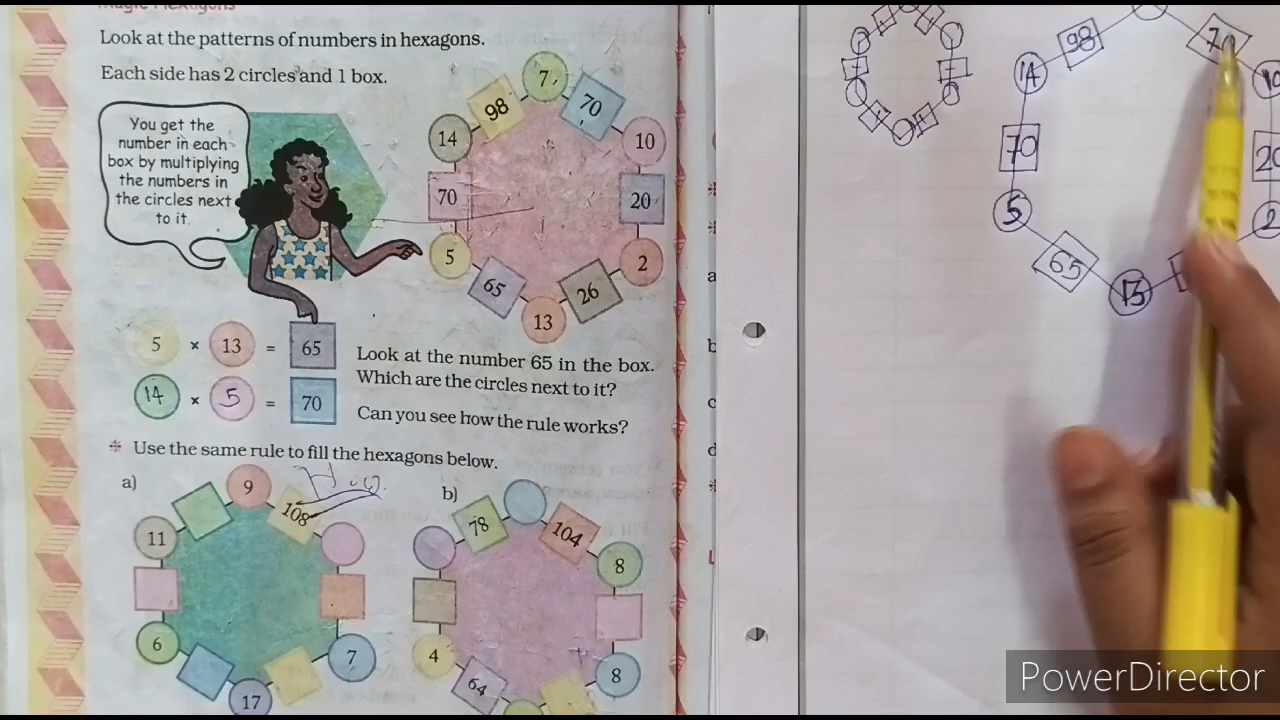 Magic Hexagons
Look at the patterns of numbers in hexagons.
Each side has 2 circles and 1 box.
You get the
number in each
box by multiplying
the numbers in
the circles next
to it.
7
98
70
14
10
70
20
5
2
65
26
13
5 × 13 = 65
14 × 5 = 70
Look at the number 65 in the box.
Which are the circles next to it?
Can you see how the rule works?
Use the same rule to fill the hexagons below.
a)
9
108
11
6
7
17
b)
78
104
8
4
8
64
98
14
10
70
20
5
2
65
13
a
b
c
d
PowerDirector